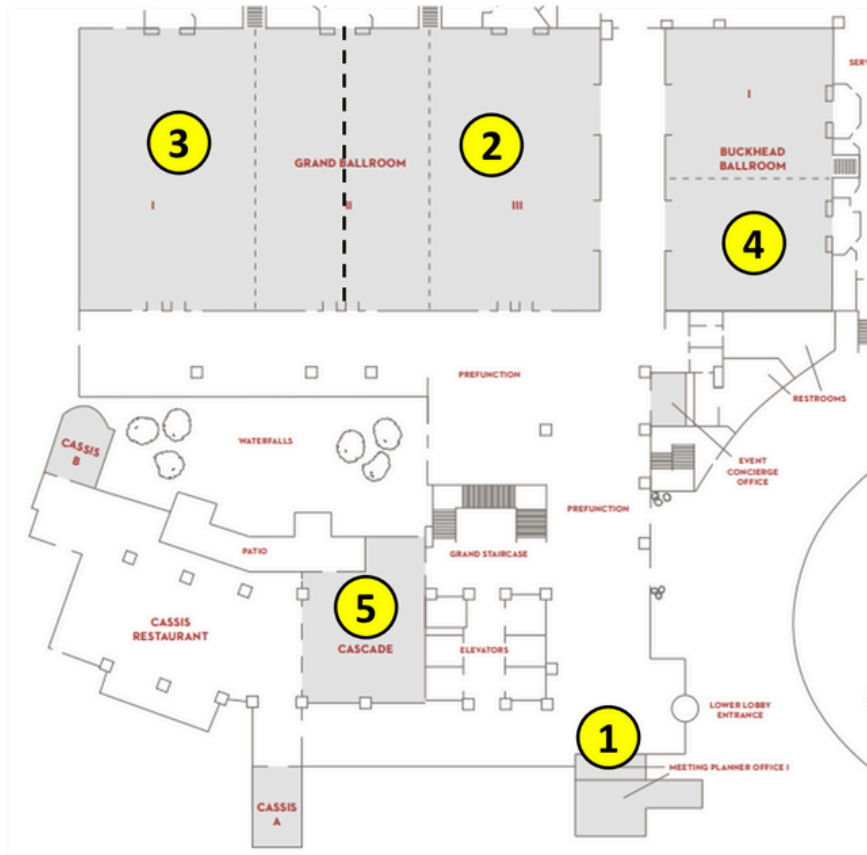 3
2
GRAND BALLROOM
I
II
III
I
BUCKHEAD
BALLROOM
4
SERV
PREFUNCTION
RESTROOMS
CASSIS
B
WATERFALLS
EVENT
CONCIERGE
OFFICE
PREFUNCTION
PATIO
GRAND STAIRCASE
5
CASSIS
RESTAURANT
CASCADE
ELEVATORS
LOWER LOBBY
ENTRANCE
1
MEETING PLANNER OFFICE I
CASSIS
A